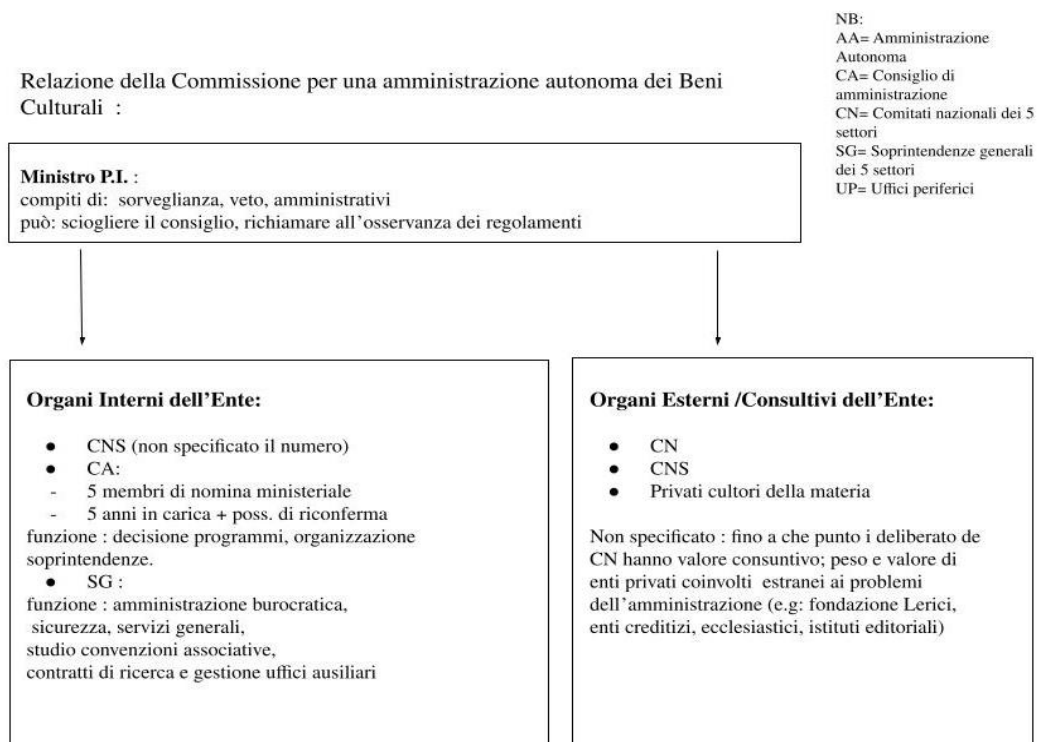 Relazione della Commissione per una amministrazione autonoma dei Beni
Culturali :
NB:
AA= Amministrazione
Autonoma
CA= Consiglio di
amministrazione
CN= Comitati nazionali dei 5
settori
SG= Soprintendenze generali
dei 5 settori
UP= Uffici periferici
Ministro P.I. :
compiti di: sorveglianza, veto, amministrativi
può: sciogliere il consiglio, richiamare all'osservanza dei regolamenti
Organi Interni dell'Ente:
● CNS (non specificato il numero)
● CA:
- 5 membri di nomina ministeriale
- 5 anni in carica + poss. di riconferma
funzione : decisione programmi, organizzazione
soprintendenze.
● SG :
funzione : amministrazione burocratica,
sicurezza, servizi generali,
studio convenzioni associative,
contratti di ricerca e gestione uffici ausiliari
Organi Esterni /Consultivi dell'Ente:
● CN
● CNS
● Privati cultori della materia
Non specificato : fino a che punto i deliberato de
CN hanno valore consuntivo; peso e valore di
enti privati coinvolti estranei ai problemi
dell'amministrazione (e.g: fondazione Lerici,
enti creditizi, ecclesiastici, istituti editoriali)